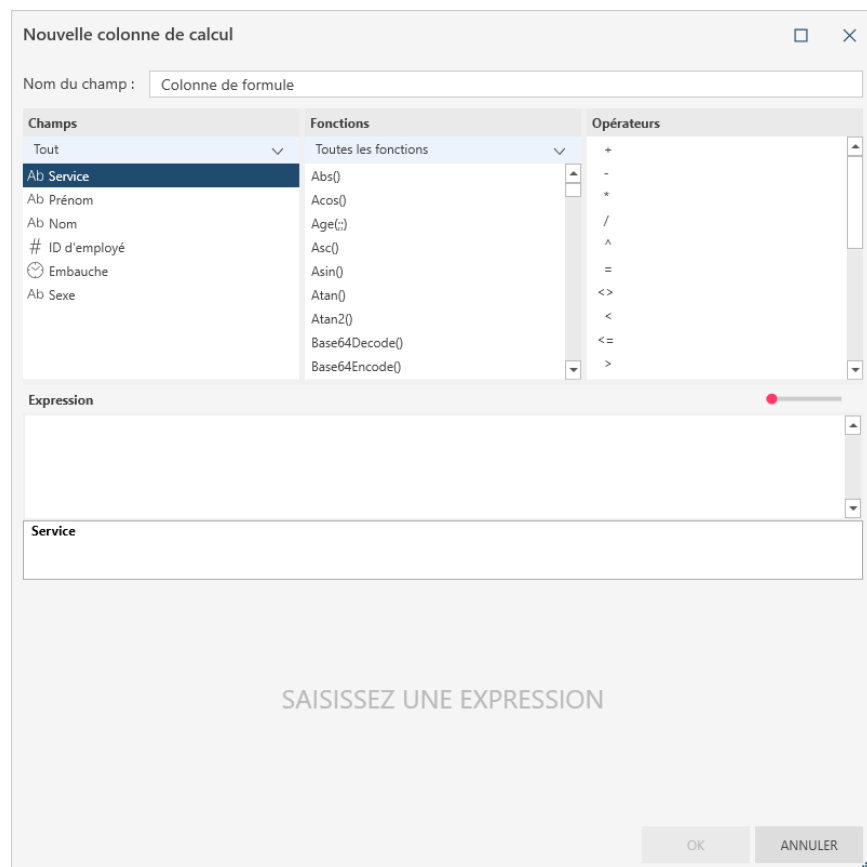 Nouvelle colonne de calcul
Nom du champ : Colonne de formule
Champs
Tout
Ab Service
Ab Prénom
Ab Nom
# ID d'employé
Embauche
Ab Sexe
Fonctions
Toutes les fonctions
Abs()
Acos()
Age(;;)
Asc()
Asin()
Atan()
Atan2()
Base64Decode()
Base64Encode()
Opérateurs
+
-
*
/
^
=
<>
<
<=
>
Expression
Service
SAISISSEZ UNE EXPRESSION
OK
ANNULER